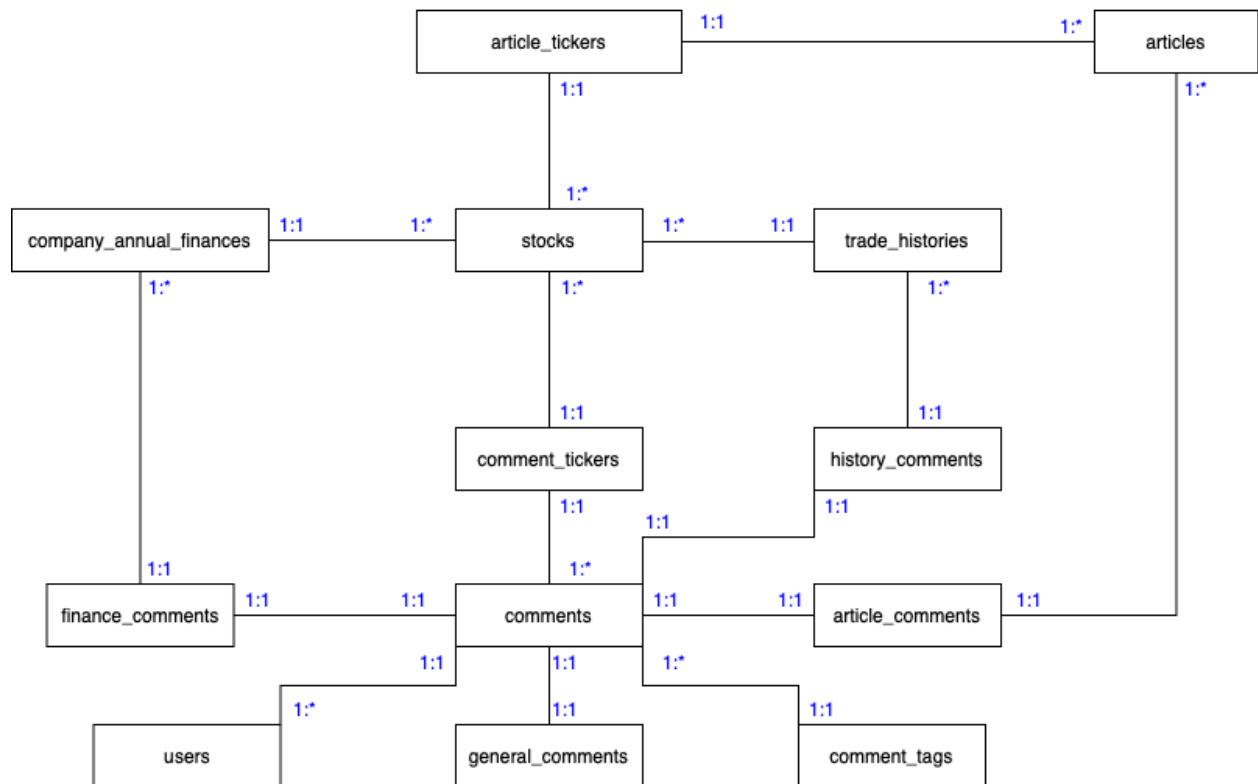 article_tickers
1:1
1:*
articles
1:1
1:*
1:*
company_annual_finances
1:1
1:*
stocks
1:*
1:1
trade_histories
1:*
1:*
1:*
1:1
1:1
comment_tickers
history_comments
1:1
1:1
1:1
1:1
1:*
finance_comments
1:1
1:1
comments
1:1
1:1
article_comments
1:1
1:1
1:1
1:*
1:*
1:1
1:1
users
general_comments
comment_tags